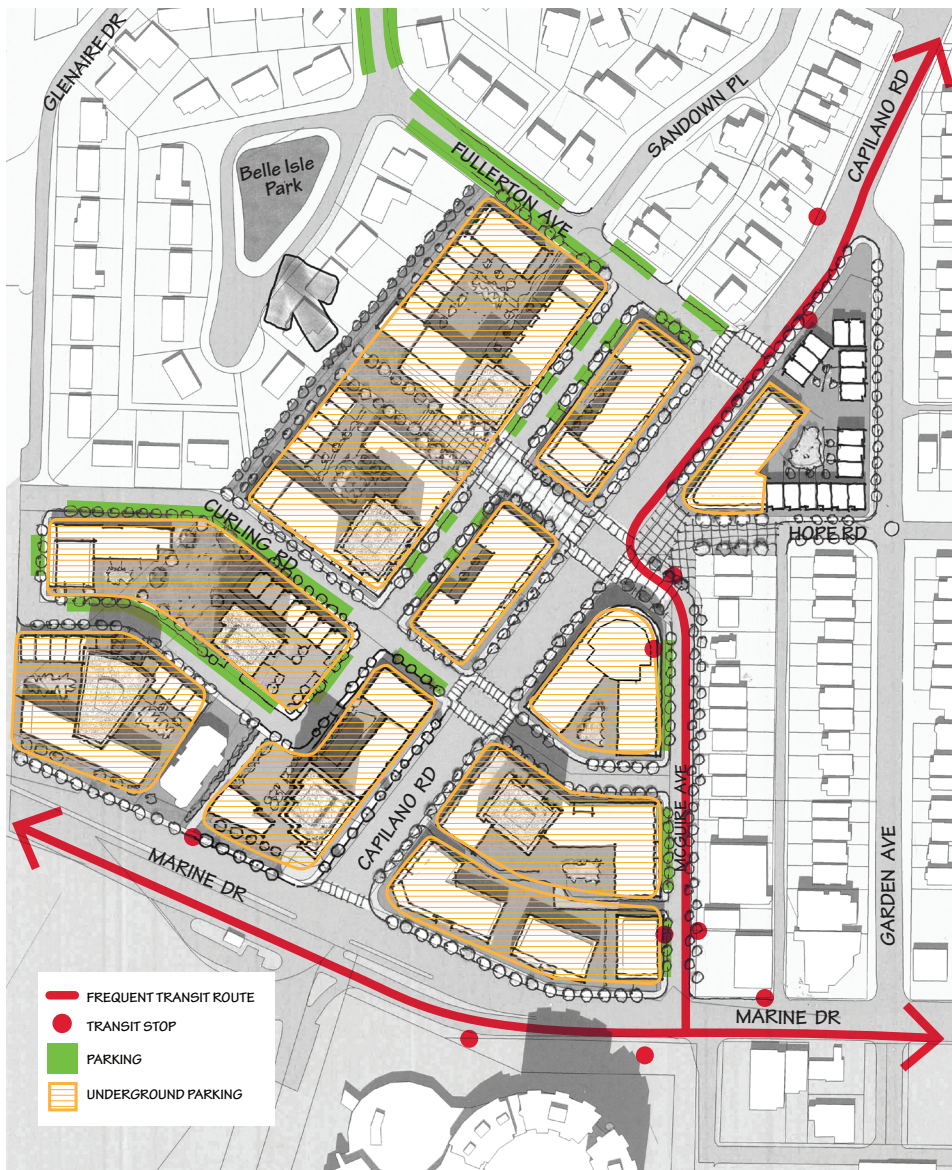 GLENAIRE DR
SANDOWN PL
CAPILANO RD
FULLERTON AVE
Belle Isle
Park
CURLING RD
HOPE RD
CAPILANO RD
MCGUIRE AVE
MARINE DR
GARDEN AVE
MARINE DR
FREQUENT TRANSIT ROUTE
TRANSIT STOP
PARKING
UNDERGROUND PARKING